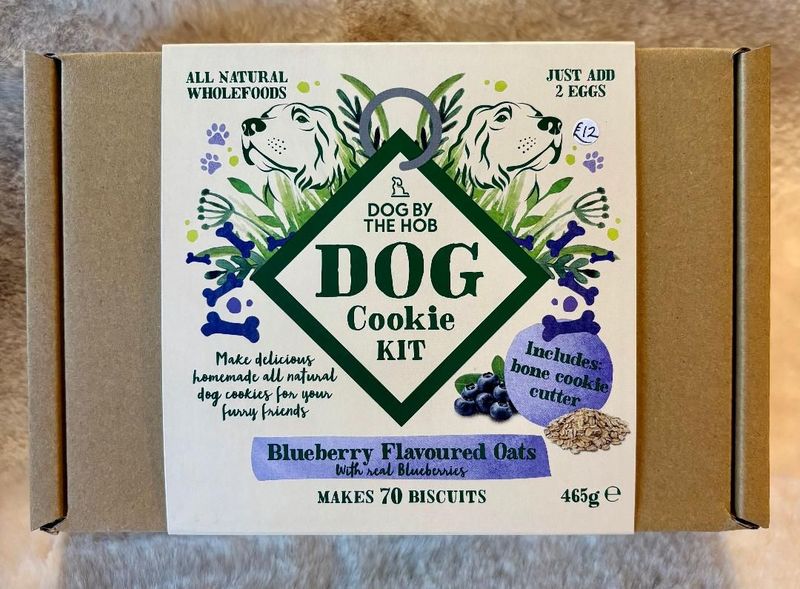 ALL NATURAL
WHOLEFOODS
JUST ADD
2 EGGS
£12
DOG BY
THE HOB
DOG
Cookie
KIT
Make delicious
homemade all natural
dog cookies for your
furry friends
Includes:
bone cookie
cutter
Blueberry Flavoured Oats
With real Blueberries
MAKES 70 BISCUITS
465g ℮